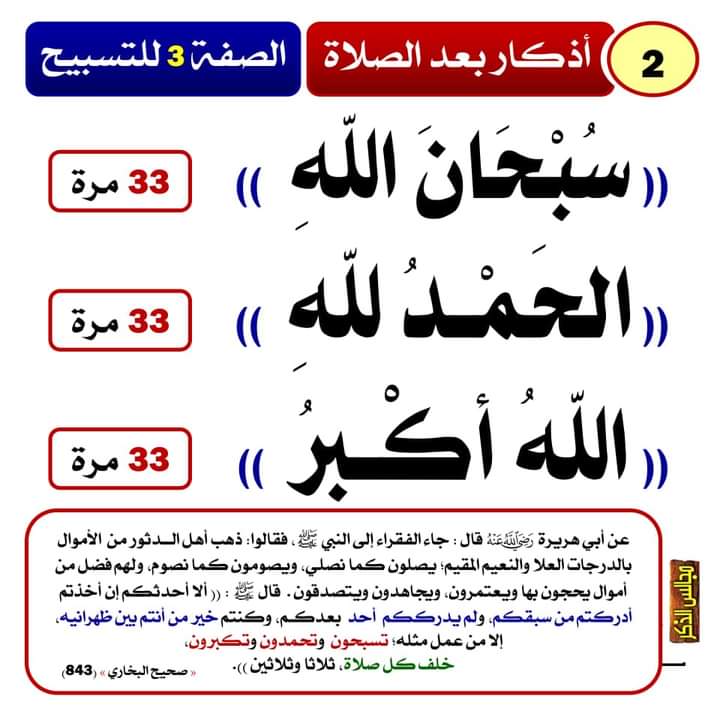 2 أذكار بعد الصلاة الصفة 3 للتسبيح
(( سُبْحَانَ اللّهِ )) 33 مرة
(( الحَمْـدُ للّهِ )) 33 مرة
(( اللّهُ أكْـبرُ )) 33 مرة
عن أبي هريرة رَضِيَ اللَّهُ عَنْهُ قال : جاء الفقراء إلى النبي ﷺ، فقالوا: ذهب أهل الـدثور من الأموال
بالدرجات العلا والنعيم المقيم؛ يصلون كما نصلي، ويصومون كما نصوم، ولهم فضل من
أموال يحجون بها ويعتمرون، ويجاهدون ويتصدقون . قال ﷺ : (( ألا أحدثكم إن أخذتم
أدركتم من سبقكم، ولم يدرككم أحد بعدكم، وكنتم خير من أنتم بين ظهرانيه،
إلا من عمل مثله؛ تسبحون وتحمدون وتكبرون،
خلف كل صلاة، ثلاثا وثلاثين )). « صحيح البخاري » (843)
مجالس الذكر